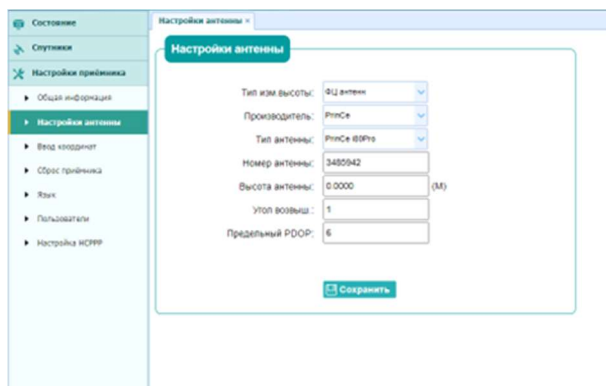 Состояние
Спутники
Настройки приёмника
Общая информация
Настройки антенны
Ввод координат
Сброс приёмника
Язык
Пользователи
Настройка HCPPP
Настройки антенны ×
Настройки антенны
Тип изм.высоты: ФЦ антенн
Производитель: PrinCe
Тип антенны: PrinCe i80Pro
Номер антенны: 3485942
Высота антенны: 0.0000 (М)
Угол возвыш.: 1
Предельный PDOP: 6
Сохранить